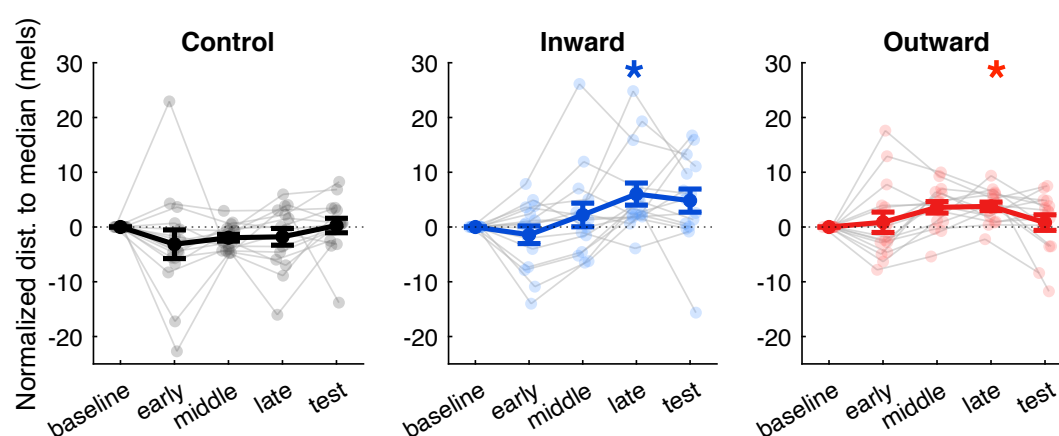 Normalized dist. to median (mels)
Control
30
20
10
0
-10
-20
baseline
early
middle
late
test
Inward
*
30
20
10
0
-10
-20
baseline
early
middle
late
test
Outward
*
30
20
10
0
-10
-20
baseline
early
middle
late
test